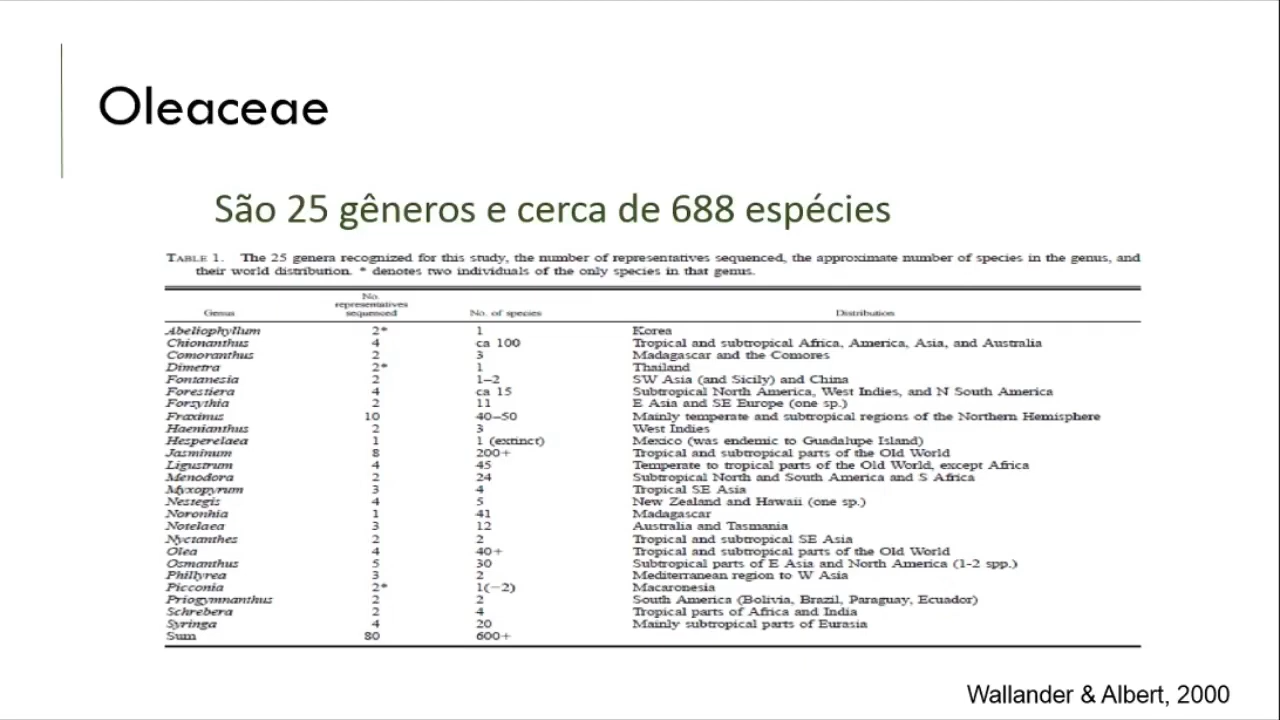 Oleaceae
São 25 gêneros e cerca de 688 espécies
TABLE 1. The 25 genera recognized for this study, the number of representatives sequenced, the approximate number of species in the genus, and
their world distribution. * denotes two individuals of the only species in that genus.
No.
representatives
Genus sequenced No. of species Distribution
Abeliophyllum 2* 1 Korea
Chionanthus 4 ca 100 Tropical and subtropical Africa, America, Asia, and Australia
Comoranthus 2 3 Madagascar and the Comores
Dimetra 2* 1 Thailand
Fontanesia 2 1–2 SW Asia (and Sicily) and China
Forestiera 4 ca 15 Subtropical North America, West Indies, and N South America
Forsythia 2 11 E Asia and SE Europe (one sp.)
Fraxinus 10 40–50 Mainly temperate and subtropical regions of the Northern Hemisphere
Haenianthus 2 3 West Indies
Hesperelaea 1 1 (extinct) Mexico (was endemic to Guadalupe Island)
Jasminum 8 200+ Tropical and subtropical parts of the Old World
Ligustrum 4 45 Temperate to tropical parts of the Old World, except Africa
Menodora 2 24 Subtropical North and South America and S Africa
Myxopyrum 3 4 Tropical SE Asia
Nestegis 4 5 New Zealand and Hawaii (one sp.)
Noronhia 1 41 Madagascar
Notelaea 3 12 Australia and Tasmania
Nyctanthes 2 2 Tropical and subtropical SE Asia
Olea 4 40+ Tropical and subtropical parts of the Old World
Osmanthus 5 30 Subtropical parts of E Asia and North America (1-2 spp.)
Phillyrea 3 2 Mediterranean region to W Asia
Picconia 2* 1(–2) Macaronesia
Priogymnanthus 2 2 South America (Bolivia, Brazil, Paraguay, Ecuador)
Schrebera 2 4 Tropical parts of Africa and India
Syringa 4 20 Mainly subtropical parts of Eurasia
Sum 80 600+
Wallander & Albert, 2000